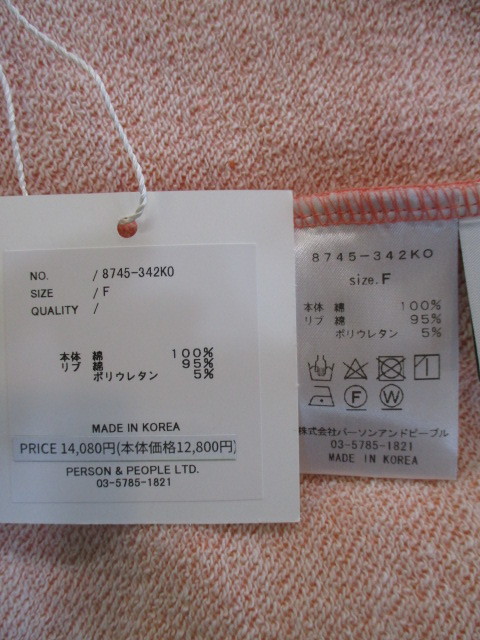 NO. / 8745-342KO
SIZE / F
QUALITY /
本体 綿 100%
リブ 綿 95%
ポリウレタン 5%
MADE IN KOREA
PRICE 14,080円(本体価格12,800円)
PERSON & PEOPLE LTD.
03-5785-1821
8745-342KO
size.F
本体 綿 100%
リブ 綿 95%
ポリウレタン 5%
F W
株式会社パーソンアンドピープル
03-5785-1821
MADE IN KOREA